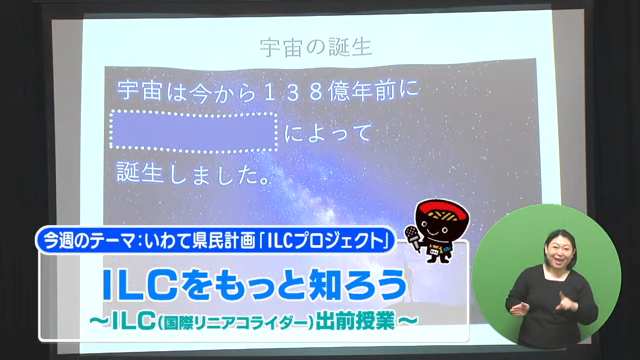 宇宙の誕生
宇宙は今から138億年前に
によって
誕生しました。
今週のテーマ：いわて県民計画「ILCプロジェクト」
ILCをもっと知ろう
～ILC(国際リニアコライダー)出前授業～